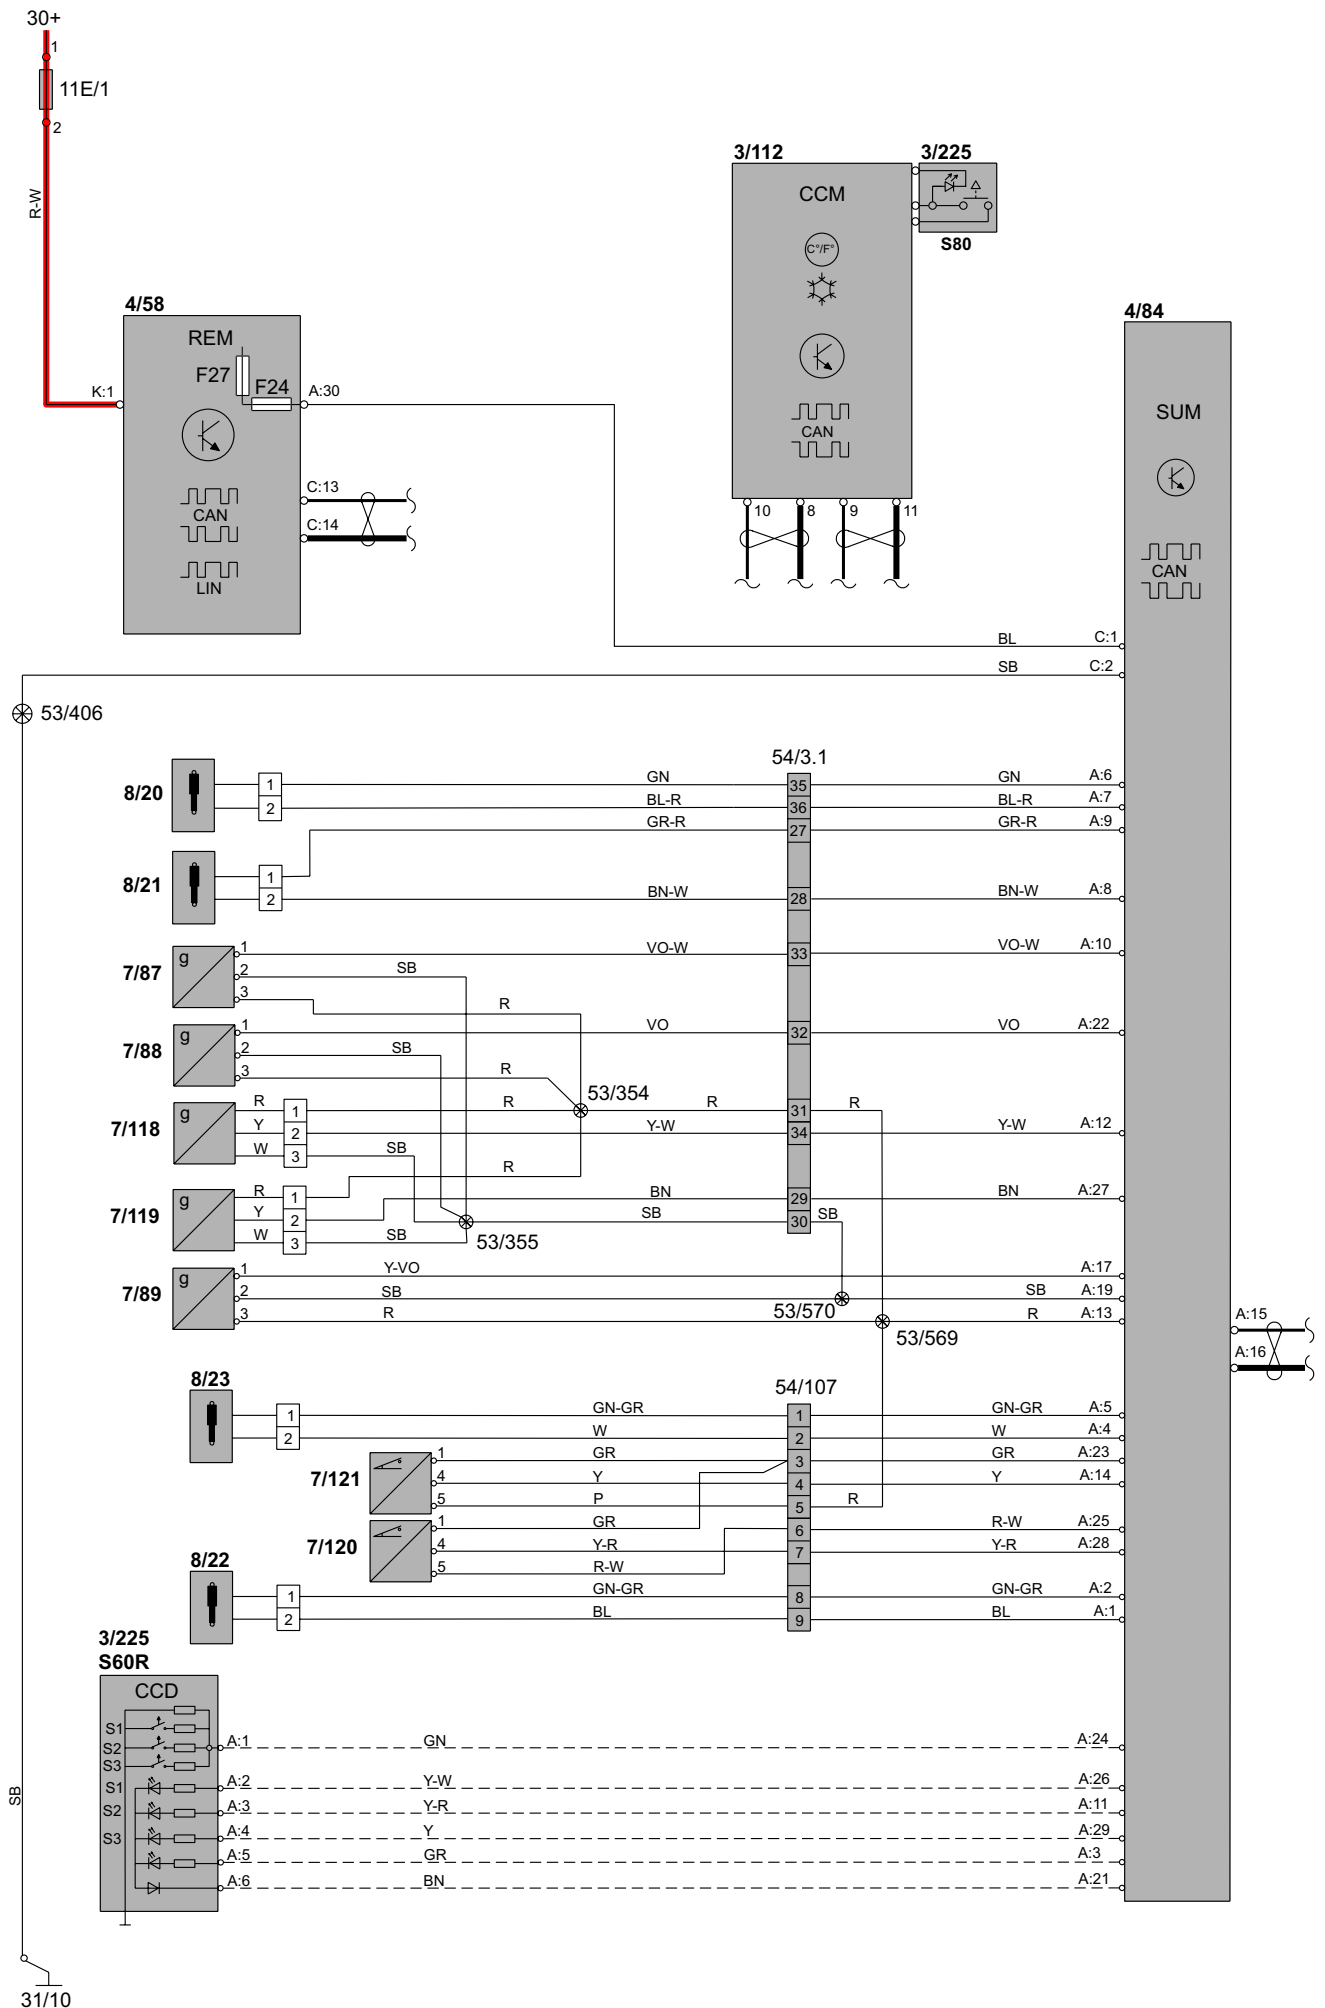 30+
1
11E/1
2
R-W
3/112
3/225
CCM
C°/F°
S80
4/58
4/84
REM
F27
F24
K:1
A:30
SUM
CAN
C:13
CAN
C:14
10
8
9
11
LIN
CAN
BL
C:1
SB
C:2
53/406
54/3.1
8/20
1
GN
35
GN
A:6
2
BL-R
36
BL-R
A:7
GR-R
27
GR-R
A:9
8/21
1
2
BN-W
28
BN-W
A:8
7/87
g
1
VO-W
33
VO-W
A:10
2
SB
3
R
7/88
g
1
VO
32
VO
A:22
2
SB
3
R
53/354
7/118
g
R
1
R
R
31
R
Y
2
Y-W
34
Y-W
A:12
W
3
SB
R
7/119
g
R
1
BN
29
BN
A:27
Y
2
SB
30
SB
W
3
SB
53/355
7/89
g
1
Y-VO
A:17
2
SB
SB
A:19
53/570
3
R
R
A:13
53/569
A:15
A:16
8/23
54/107
1
GN-GR
1
GN-GR
A:5
2
W
2
W
A:4
7/121
1
GR
3
GR
A:23
4
Y
4
Y
A:14
5
P
5
R
7/120
1
GR
6
R-W
A:25
4
Y-R
7
Y-R
A:28
5
R-W
8/22
1
GN-GR
8
GN-GR
A:2
2
BL
9
BL
A:1
3/225
S60R
CCD
S1
S2
A:1
GN
A:24
S3
S1
A:2
Y-W
A:26
S2
A:3
Y-R
A:11
S3
A:4
Y
A:29
A:5
GR
A:3
A:6
BN
A:21
SB
31/10